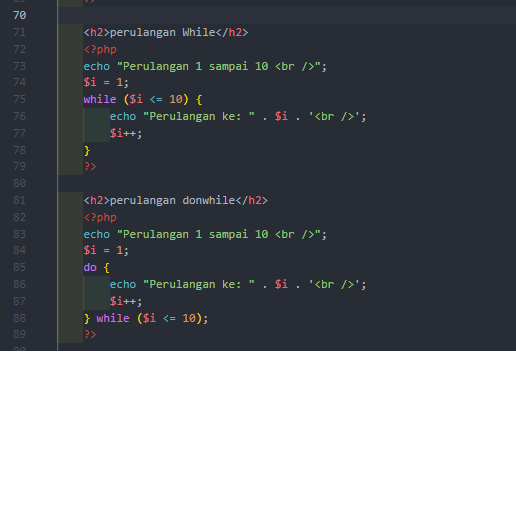 70
71 <h2>perulangan While</h2>
72 <?php
73 echo "Perulangan 1 sampai 10 <br />";
74 $i = 1;
75 while ($i <= 10) {
76 echo "Perulangan ke: " . $i . '<br />';
77 $i++;
78 }
79 ?>
80
81 <h2>perulangan donwhile</h2>
82 <?php
83 echo "Perulangan 1 sampai 10 <br />";
84 $i = 1;
85 do {
86 echo "Perulangan ke: " . $i . '<br />';
87 $i++;
88 } while ($i <= 10);
89 ?>